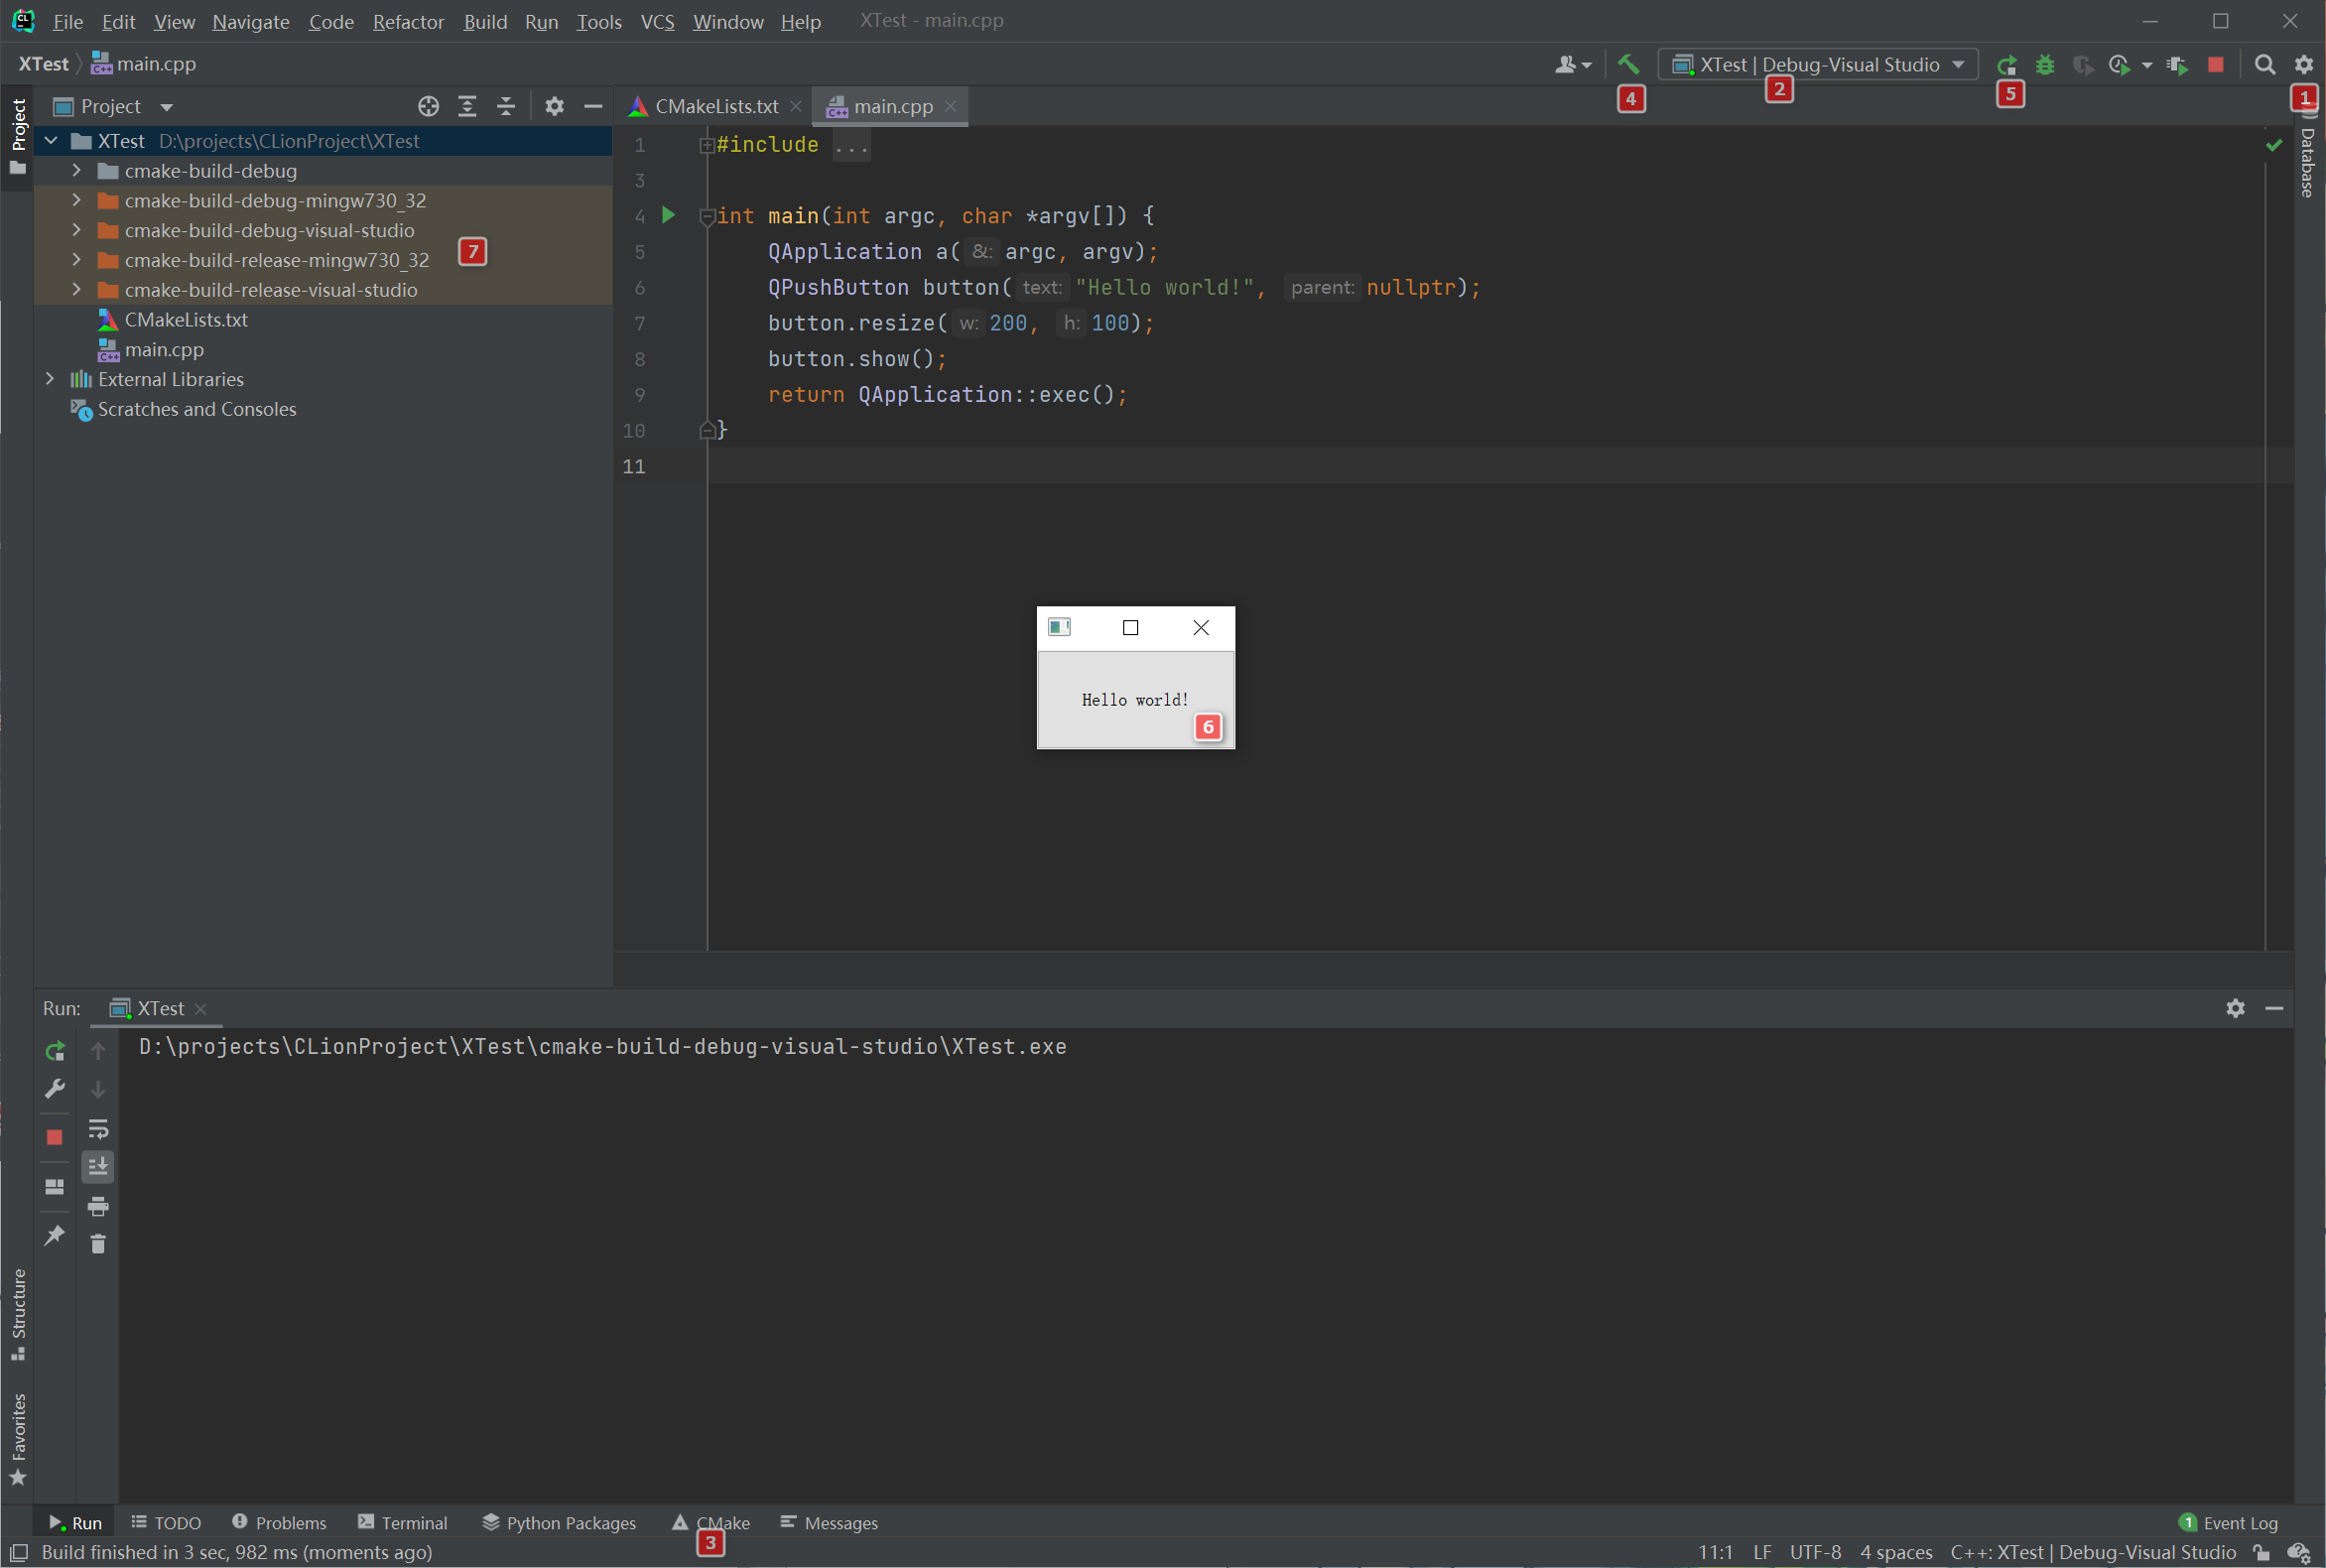 File Edit View Navigate Code Refactor Build Run Tools VCS Window Help XTest - main.cpp
XTest main.cpp
XTest | Debug-Visual Studio
4 2 5 1
Project
CMakeLists.txt main.cpp
Project
Database
XTest D:\projects\CLionProject\XTest
cmake-build-debug
cmake-build-debug-mingw730_32
cmake-build-debug-visual-studio
cmake-build-release-mingw730_32
7
cmake-build-release-visual-studio
CMakeLists.txt
main.cpp
External Libraries
Scratches and Consoles
1 #include ...
3
4 int main(int argc, char *argv[]) {
5 QApplication a( &: argc, argv);
6 QPushButton button( text: "Hello world!", parent: nullptr);
7 button.resize( w: 200, h: 100);
8 button.show();
9 return QApplication::exec();
10 }
11
Hello world!
6
Run: XTest
D:\projects\CLionProject\XTest\cmake-build-debug-visual-studio\XTest.exe
Structure
Favorites
Run TODO Problems Terminal Python Packages CMake Messages 1 Event Log
3
Build finished in 3 sec, 982 ms (moments ago) 11:1 LF UTF-8 4 spaces C++: XTest | Debug-Visual Studio